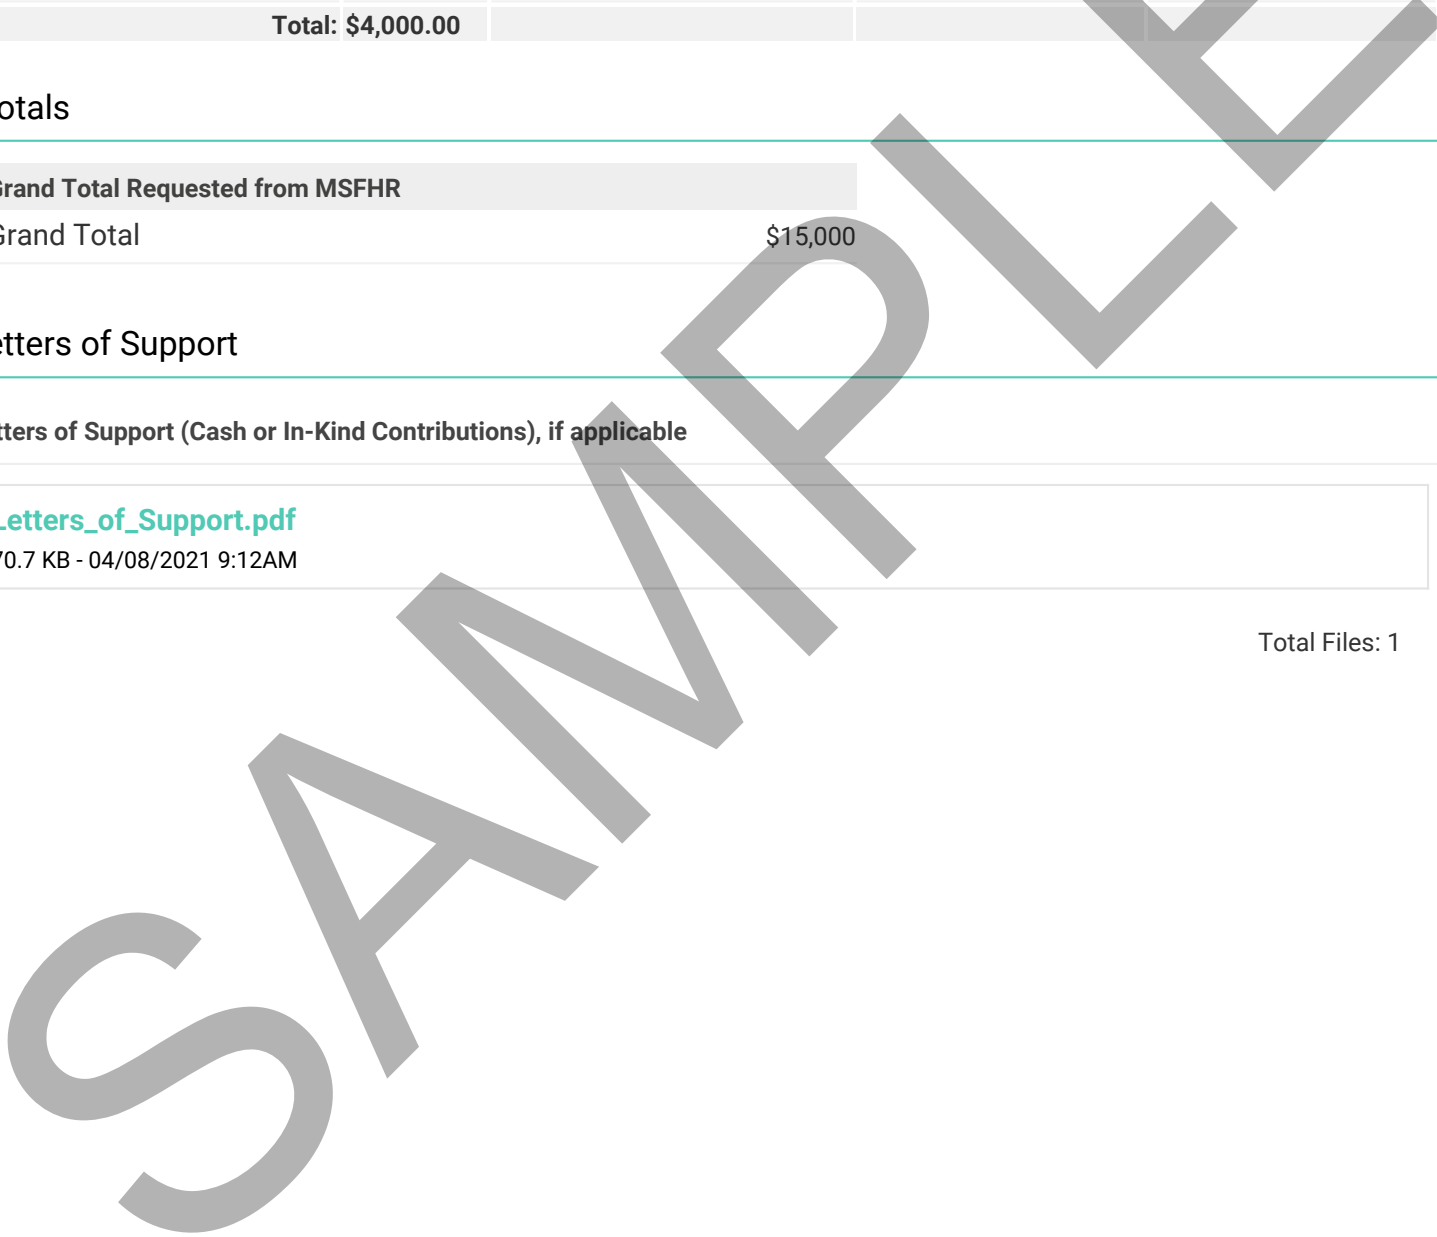 Total: $4,000.00
otals
Grand Total Requested from MSFHR
Grand Total $15,000
etters of Support
tters of Support (Cash or In-Kind Contributions), if applicable
Letters_of_Support.pdf
70.7 KB - 04/08/2021 9:12AM
Total Files: 1
SAMPLE